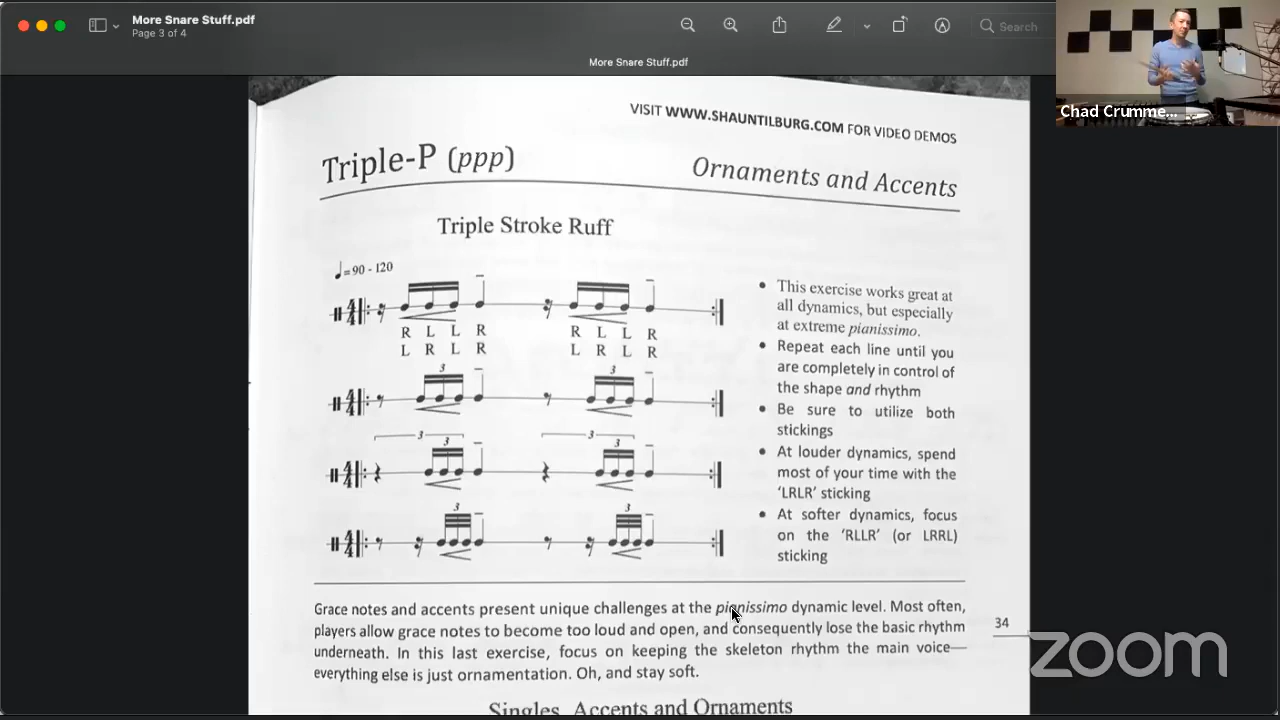 More Snare Stuff.pdf
Page 3 of 4
Search
More Snare Stuff.pdf
Chad Crumme...
VISIT WWW.SHAUNTILBURG.COM FOR VIDEO DEMOS
Triple-P (ppp)
Ornaments and Accents
Triple Stroke Ruff
♩=90 - 120
R L L R R L L R
L R L R L R L R
3 3
3 3
3 3
3 3
• This exercise works great at
all dynamics, but especially
at extreme pianissimo.
• Repeat each line until you
are completely in control of
the shape and rhythm
• Be sure to utilize both
stickings
• At louder dynamics, spend
most of your time with the
‘LRLR’ sticking
• At softer dynamics, focus
on the ‘RLLR’ (or LRRL)
sticking
Grace notes and accents present unique challenges at the pianissimo dynamic level. Most often,
players allow grace notes to become too loud and open, and consequently lose the basic rhythm
underneath. In this last exercise, focus on keeping the skeleton rhythm the main voice—
everything else is just ornamentation. Oh, and stay soft.
34
Singles, Accents and Ornaments
zoom